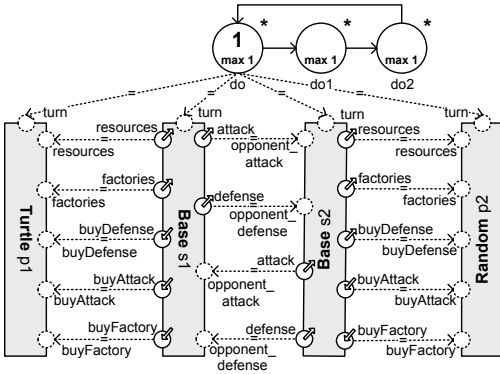 *
*
*
1
max 1
max 1
max 1
do
do1
do2
=
=
=
=
turn
turn
turn
turn
Turtle p1
resources
=
resources
factories
=
factories
buyDefense
=
buyDefense
buyAttack
=
buyAttack
buyFactory
=
buyFactory
Base s1
attack
=
opponent_
attack
defense
=
opponent_
defense
attack
=
opponent_
attack
defense
=
opponent_
defense
Base s2
resources
=
resources
factories
=
factories
buyDefense
=
buyDefense
buyAttack
=
buyAttack
buyFactory
=
buyFactory
Random p2